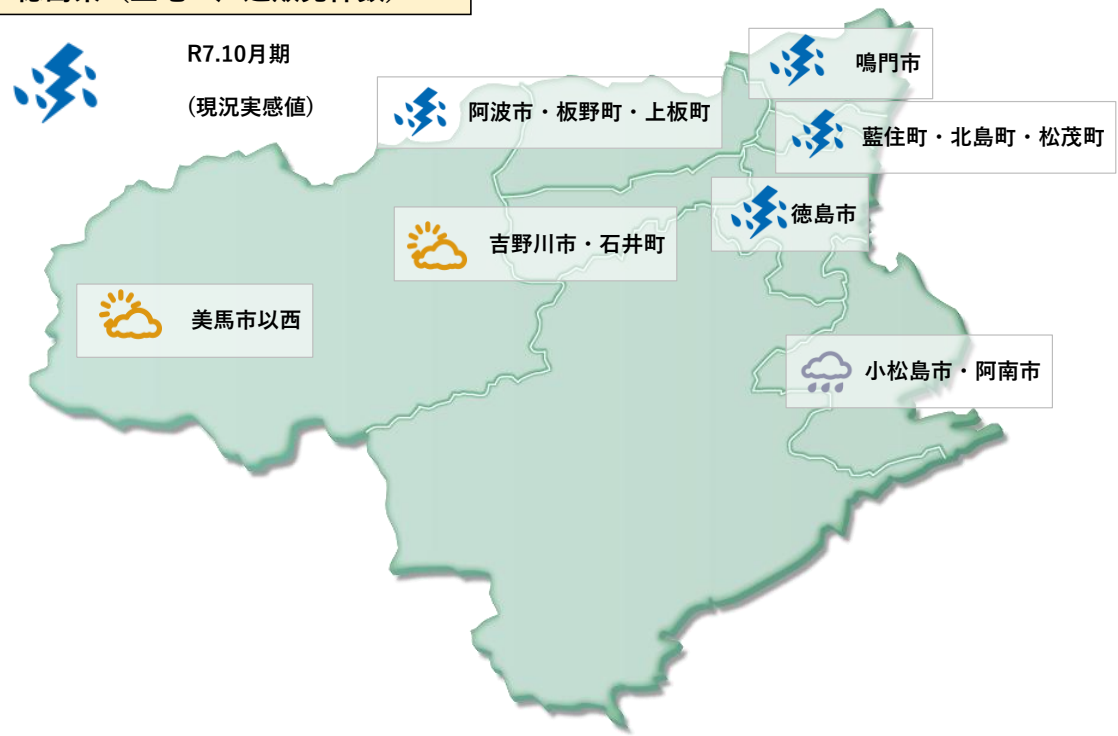 R7.10月期
(現況実感値)
鳴門市
阿波市・板野町・上板町
藍住町・北島町・松茂町
徳島市
吉野川市・石井町
美馬市以西
小松島市・阿南市